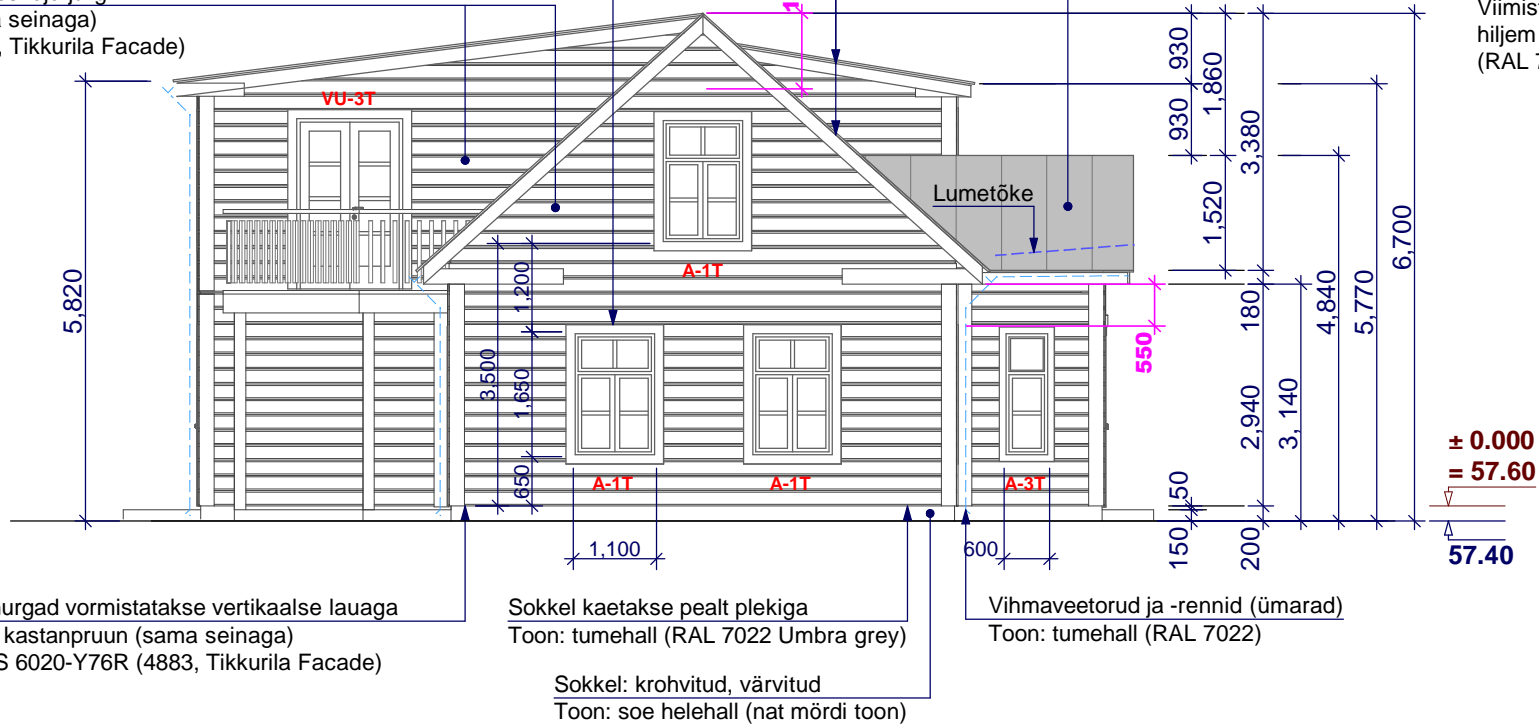 seinaga)
, Tikkurila Facade)
Viimist
hiljem
(RAL 7
VU-3T
Lumetõke
A-1T
A-1T
A-1T
A-3T
5,820
3,500
1,200
1,650
650
1,100
600
550
930
930
1,860
1,520
3,380
180
2,940
3, 140
4,840
5,770
6,700
50
150
200
± 0.000
= 57.60
57.40
urgad vormistatakse vertikaalse lauaga
kastanpruun (sama seinaga)
S 6020-Y76R (4883, Tikkurila Facade)
Sokkel kaetakse pealt plekiga
Toon: tumehall (RAL 7022 Umbra grey)
Sokkel: krohvitud, värvitud
Toon: soe helehall (nat mördi toon)
Vihmaveetorud ja -rennid (ümarad)
Toon: tumehall (RAL 7022)